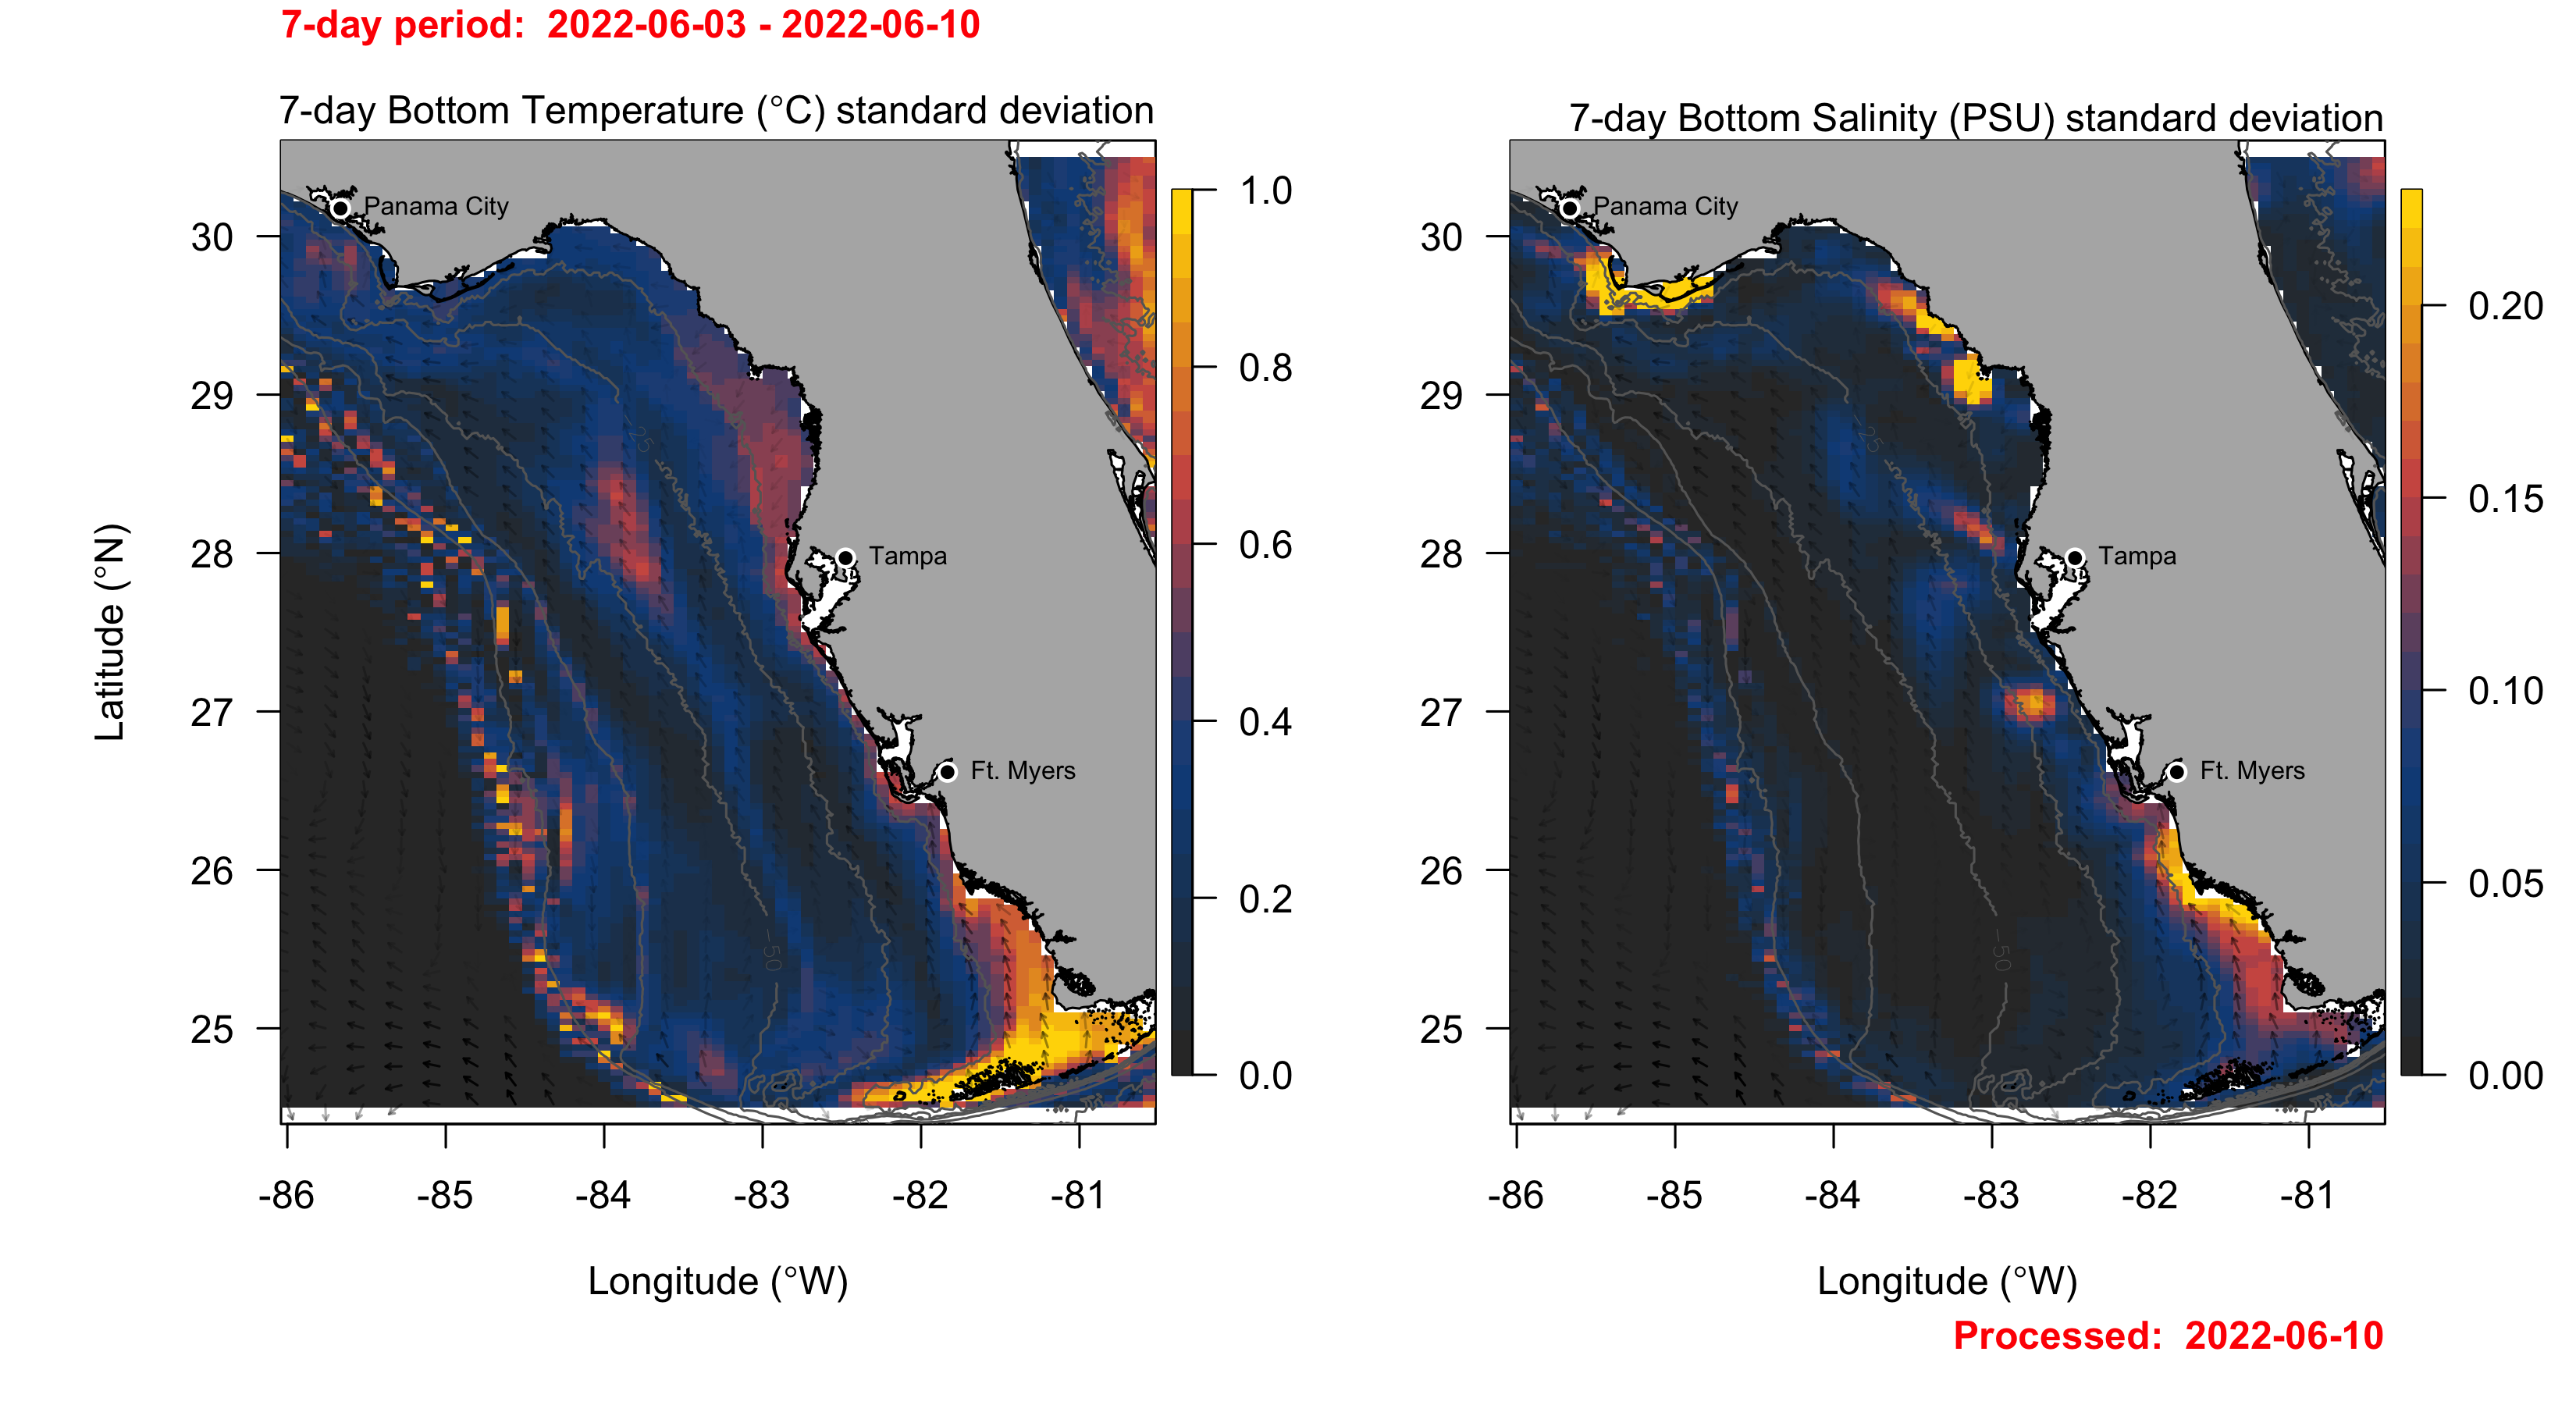 7-day period:  2022-06-03 - 2022-06-10
7-day Bottom Temperature (°C) standard deviation
Panama City
Tampa
Ft. Myers
25
-50
30
29
28
27
26
25
Latitude (°N)
-86 -85 -84 -83 -82 -81
Longitude (°W)
1.0
0.8
0.6
0.4
0.2
0.0
7-day Bottom Salinity (PSU) standard deviation
Panama City
Tampa
Ft. Myers
25
-50
30
29
28
27
26
25
-86 -85 -84 -83 -82 -81
Longitude (°W)
0.20
0.15
0.10
0.05
0.00
Processed:  2022-06-10